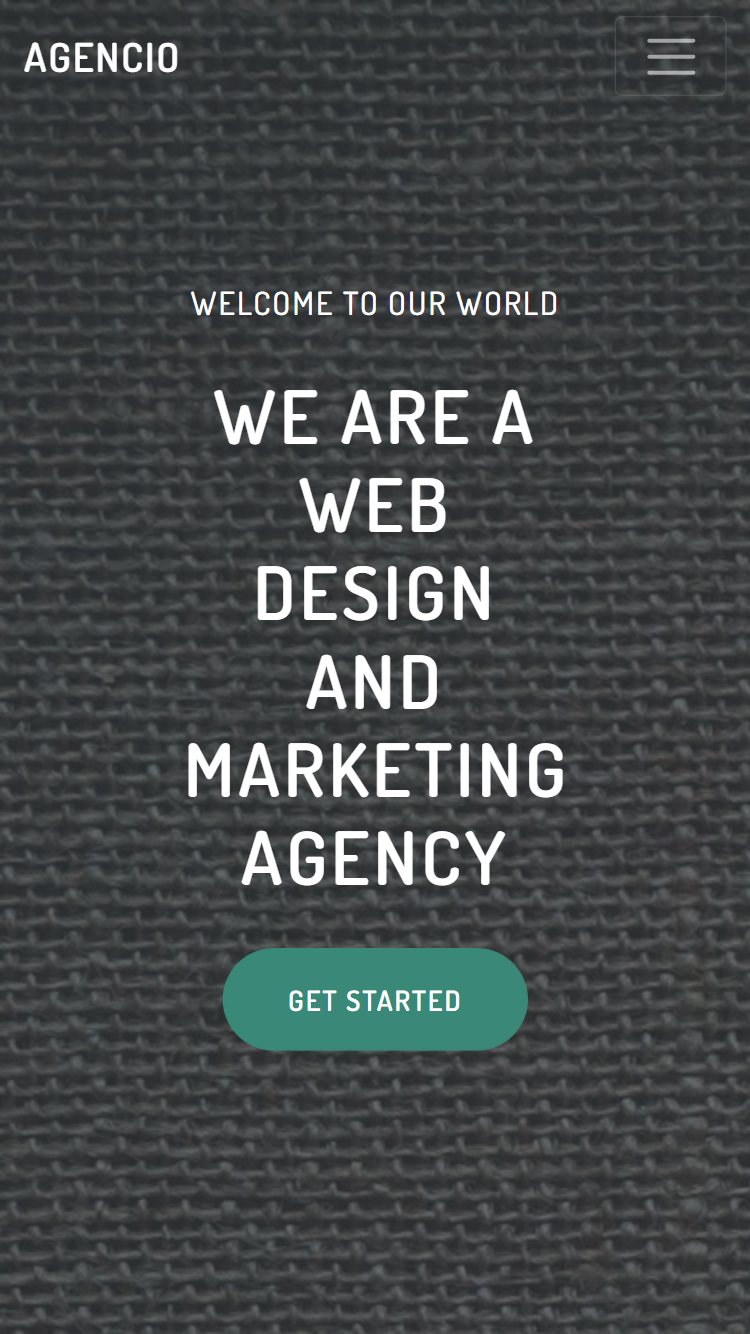 AGENCIO
WELCOME TO OUR WORLD
WE ARE A
WEB
DESIGN
AND
MARKETING
AGENCY
GET STARTED